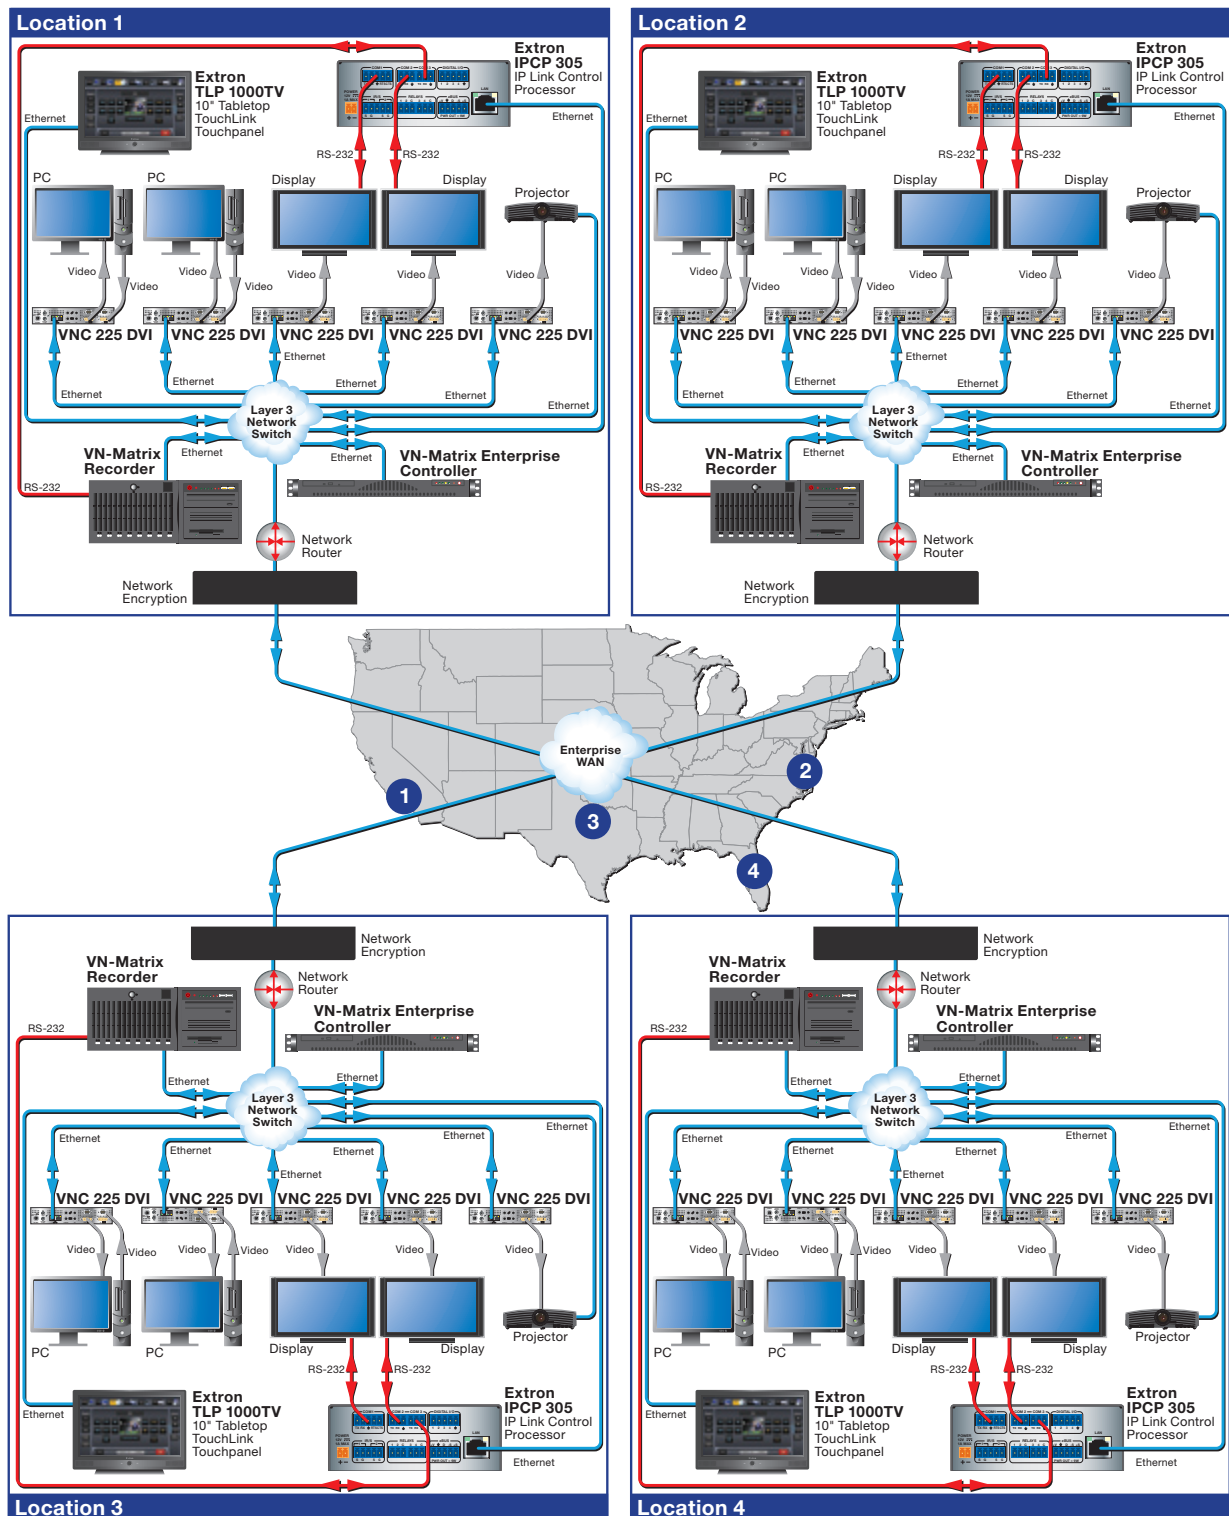 Location 1
Extron
IPCP 305
IP Link Control
Processor
Extron
TLP 1000TV
10" Tabletop
TouchLink
Touchpanel
Ethernet
Ethernet
RS-232
RS-232
PC
PC
Display
Display
Projector
Video
Video
Video
Video
Video
Video
Video
VNC 225 DVI
VNC 225 DVI
VNC 225 DVI
VNC 225 DVI
VNC 225 DVI
Ethernet
Ethernet
Ethernet
Ethernet
Ethernet
Layer 3
Network
Switch
VN-Matrix
Recorder
Ethernet
Ethernet
VN-Matrix Enterprise
Controller
RS-232
Network
Router
Network
Encryption
Location 2
Extron
IPCP 305
IP Link Control
Processor
Extron
TLP 1000TV
10" Tabletop
TouchLink
Touchpanel
Ethernet
Ethernet
RS-232
RS-232
PC
PC
Display
Display
Projector
Video
Video
Video
Video
Video
Video
Video
VNC 225 DVI
VNC 225 DVI
VNC 225 DVI
VNC 225 DVI
VNC 225 DVI
Ethernet
Ethernet
Ethernet
Ethernet
Ethernet
Layer 3
Network
Switch
VN-Matrix
Recorder
Ethernet
Ethernet
VN-Matrix Enterprise
Controller
RS-232
Network
Router
Network
Encryption
Enterprise
WAN
1
2
3
4
Network
Encryption
VN-Matrix
Recorder
Network
Router
VN-Matrix Enterprise
Controller
RS-232
Ethernet
Ethernet
Layer 3
Network
Switch
Ethernet
Ethernet
Ethernet
Ethernet
Ethernet
VNC 225 DVI
VNC 225 DVI
VNC 225 DVI
VNC 225 DVI
VNC 225 DVI
Video
Video
Video
Video
Video
Video
Video
PC
PC
Display
Display
Projector
RS-232
RS-232
Extron
TLP 1000TV
10" Tabletop
TouchLink
Touchpanel
Ethernet
Extron
IPCP 305
IP Link Control
Processor
Ethernet
Location 3
Network
Encryption
VN-Matrix
Recorder
Network
Router
VN-Matrix Enterprise
Controller
RS-232
Ethernet
Ethernet
Layer 3
Network
Switch
Ethernet
Ethernet
Ethernet
Ethernet
Ethernet
VNC 225 DVI
VNC 225 DVI
VNC 225 DVI
VNC 225 DVI
VNC 225 DVI
Video
Video
Video
Video
Video
Video
Video
PC
PC
Display
Display
Projector
RS-232
RS-232
Extron
TLP 1000TV
10" Tabletop
TouchLink
Touchpanel
Ethernet
Extron
IPCP 305
IP Link Control
Processor
Ethernet
Location 4